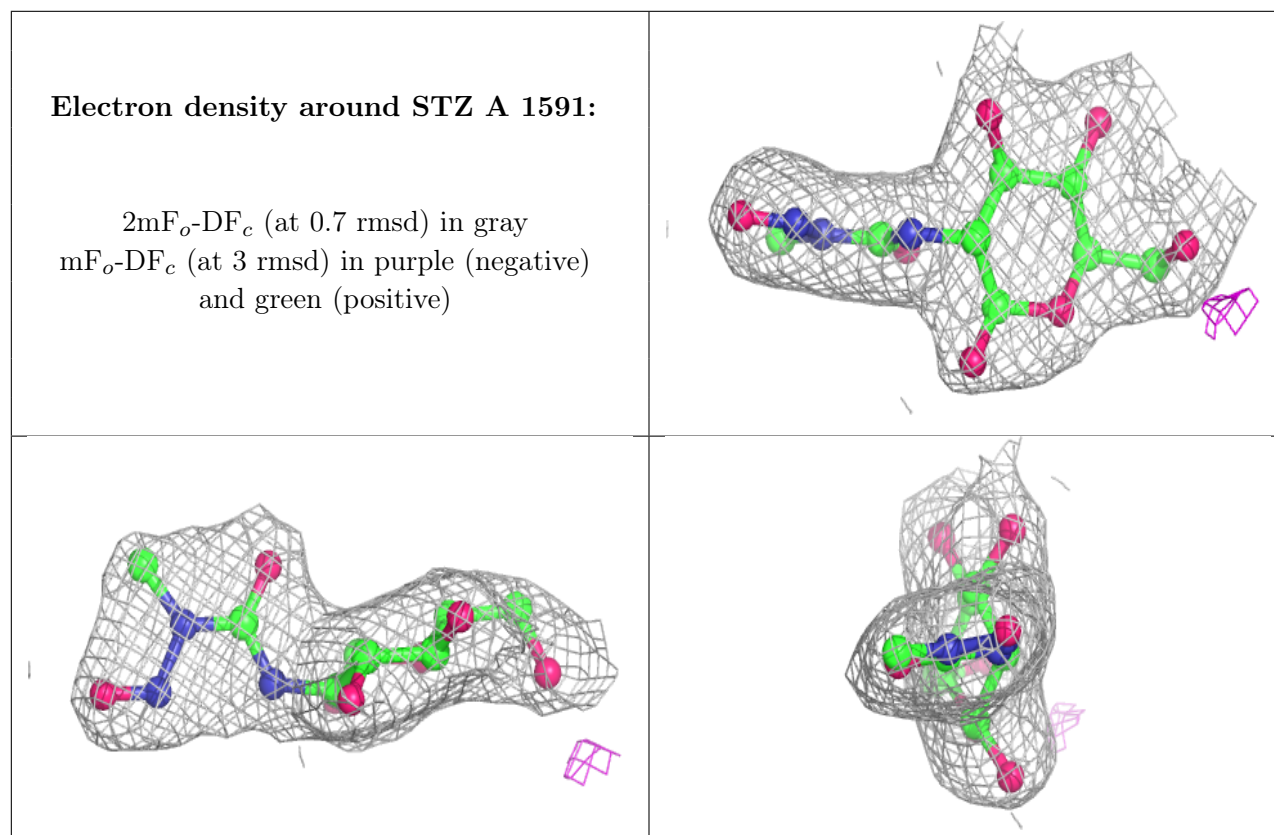 Electron density around STZ A 1591:
2mFo-DFc (at 0.7 rmsd) in gray
mFo-DFc (at 3 rmsd) in purple (negative)
and green (positive)